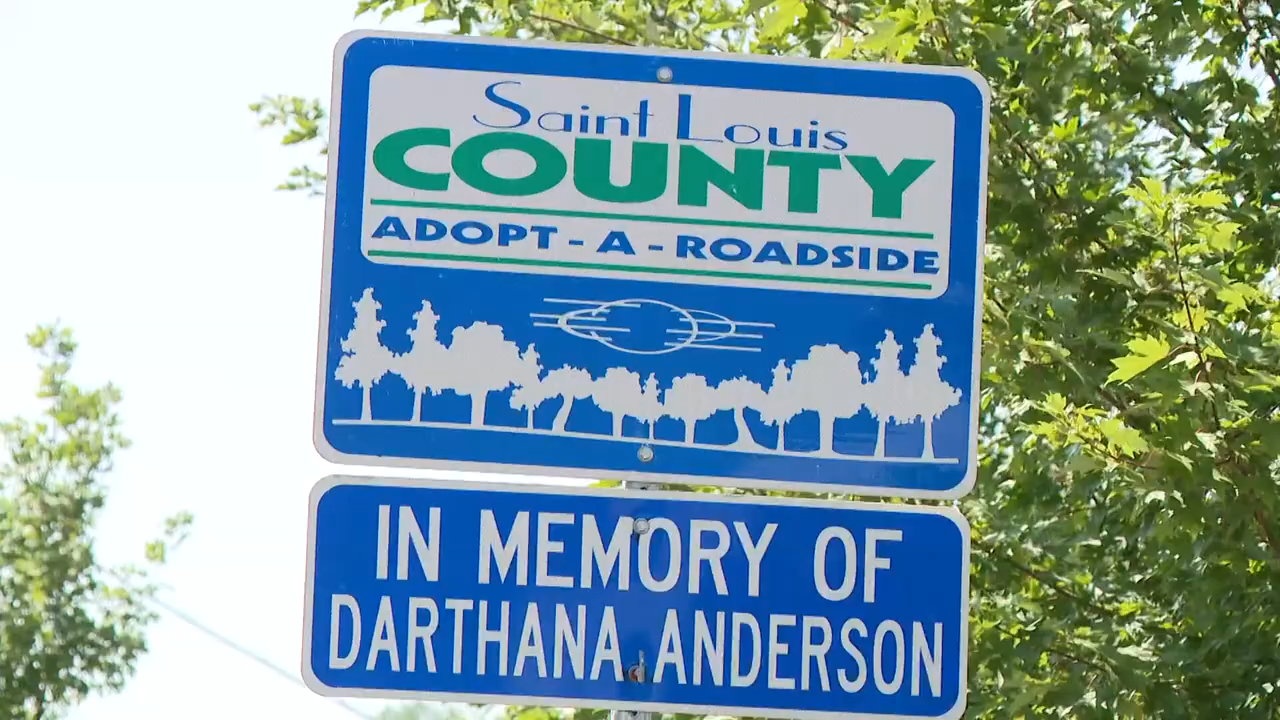 Saint Louis
COUNTY
ADOPT - A - ROADSIDE
IN MEMORY OF
DARTHANA ANDERSON